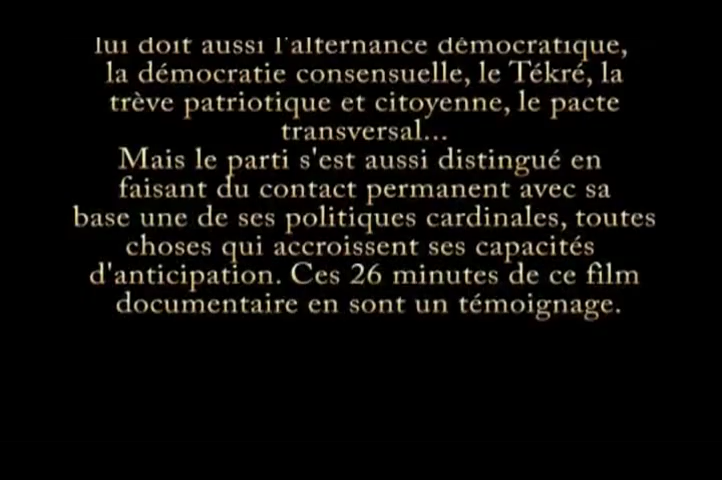 lui doit aussi l'alternance démocratique,
la démocratie consensuelle, le Tékré, la
trève patriotique et citoyenne, le pacte
transversal...
Mais le parti s'est aussi distingué en
faisant du contact permanent avec sa
base une de ses politiques cardinales, toutes
choses qui accroissent ses capacités
d'anticipation. Ces 26 minutes de ce film
documentaire en sont un témoignage.